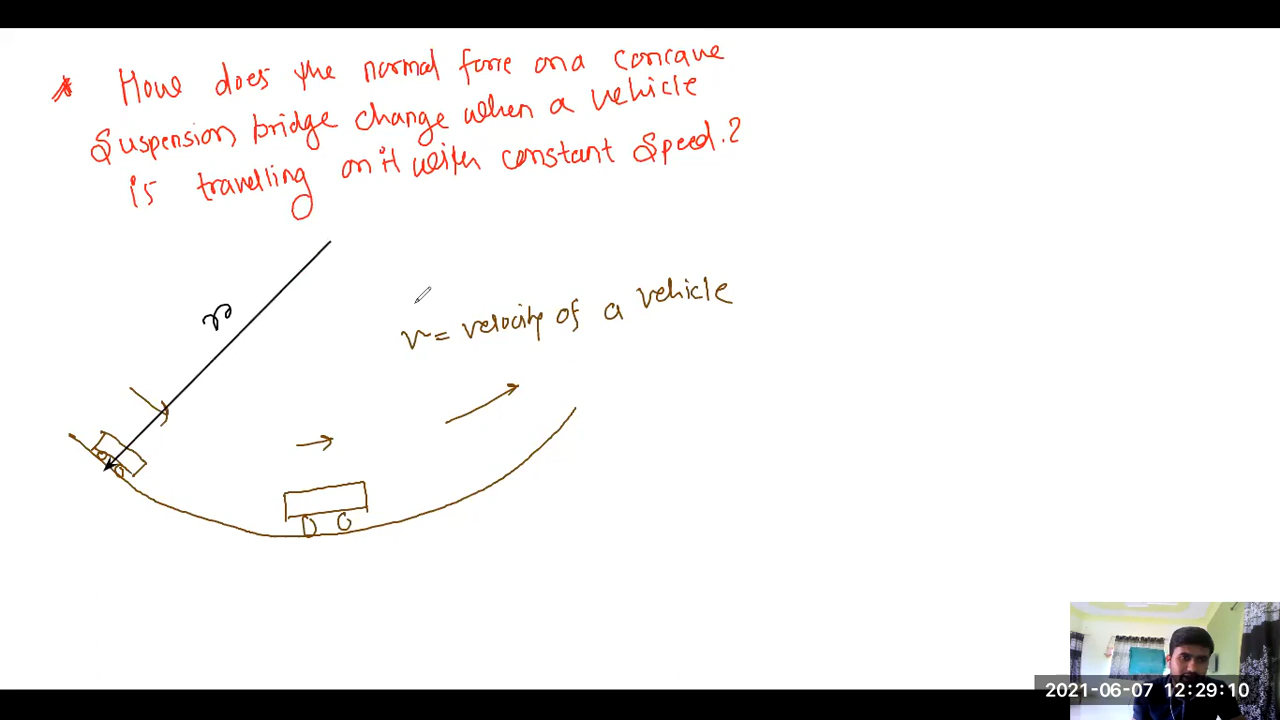 * How does the normal force on a concave
Suspension bridge change when a vehicle
is travelling on it with constant speed.?
r
v = velocity of a vehicle
2021-06-07 12:29:10